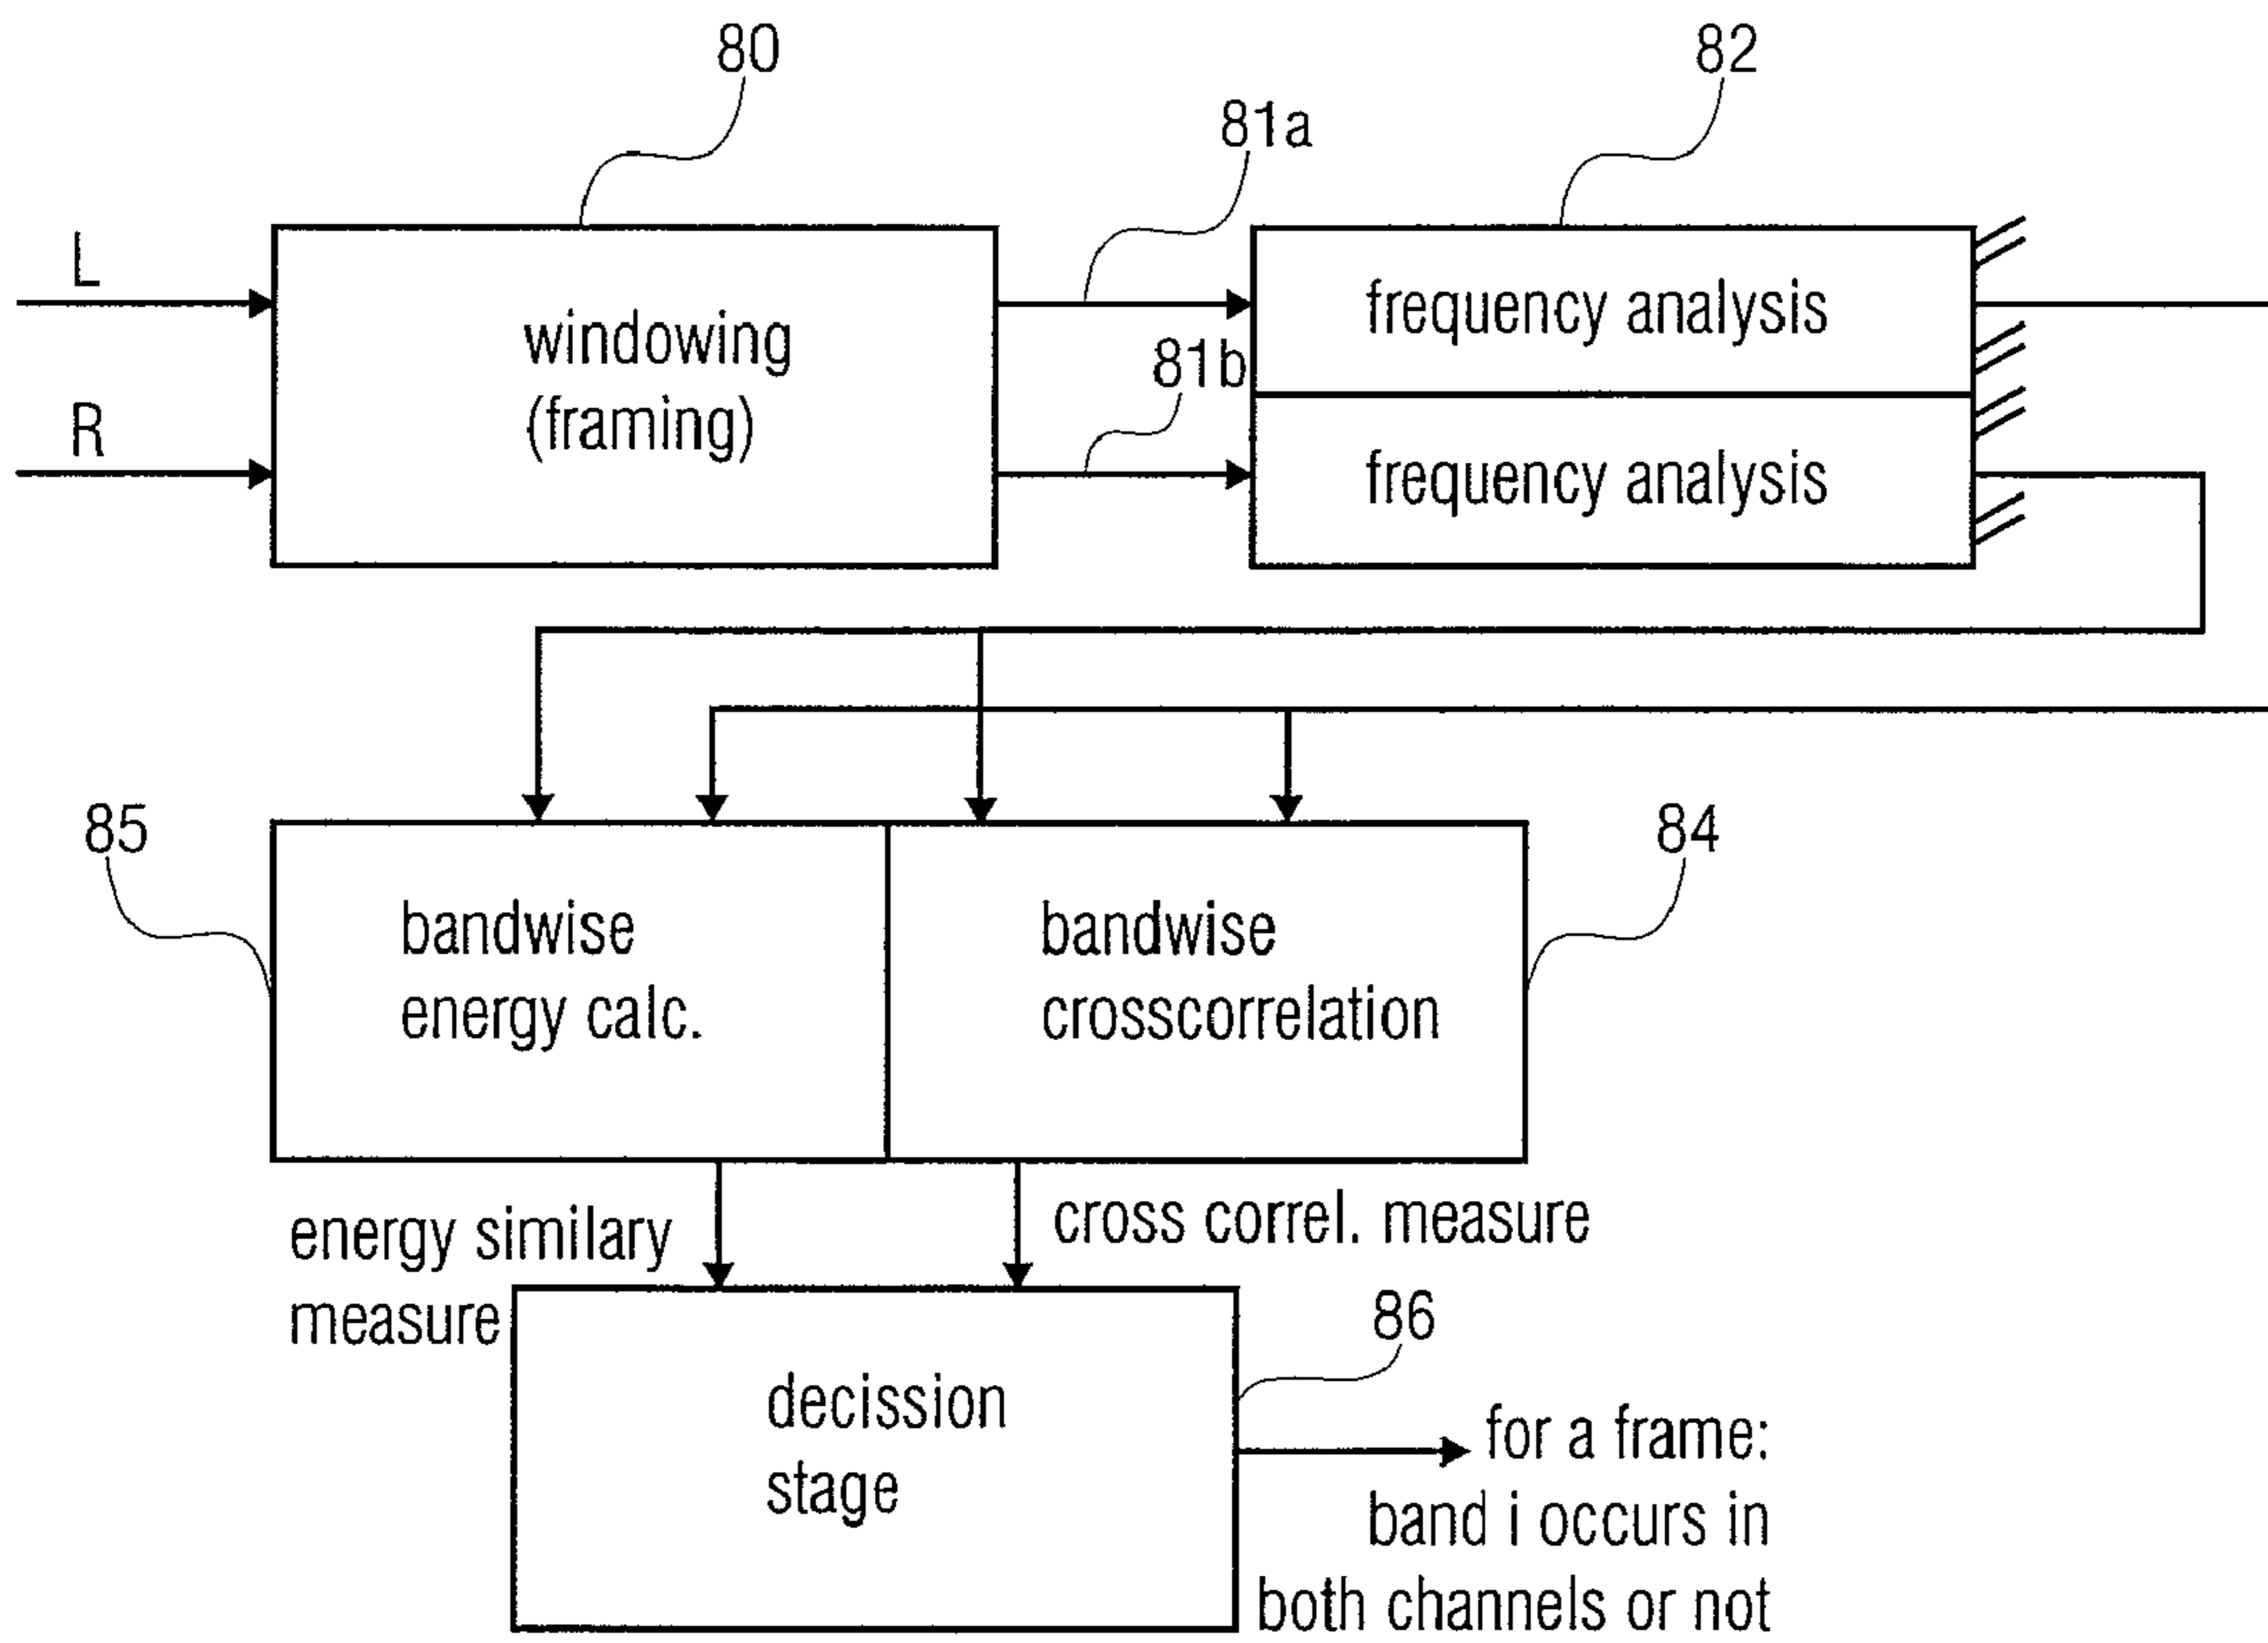 80
82
81a
L
windowing
(framing)
frequency analysis
81b
R
frequency analysis
85
84
bandwise
energy calc.
bandwise
crosscorrelation
energy similary
measure
cross correl. measure
86
decission
stage
for a frame:
band i occurs in
both channels or not